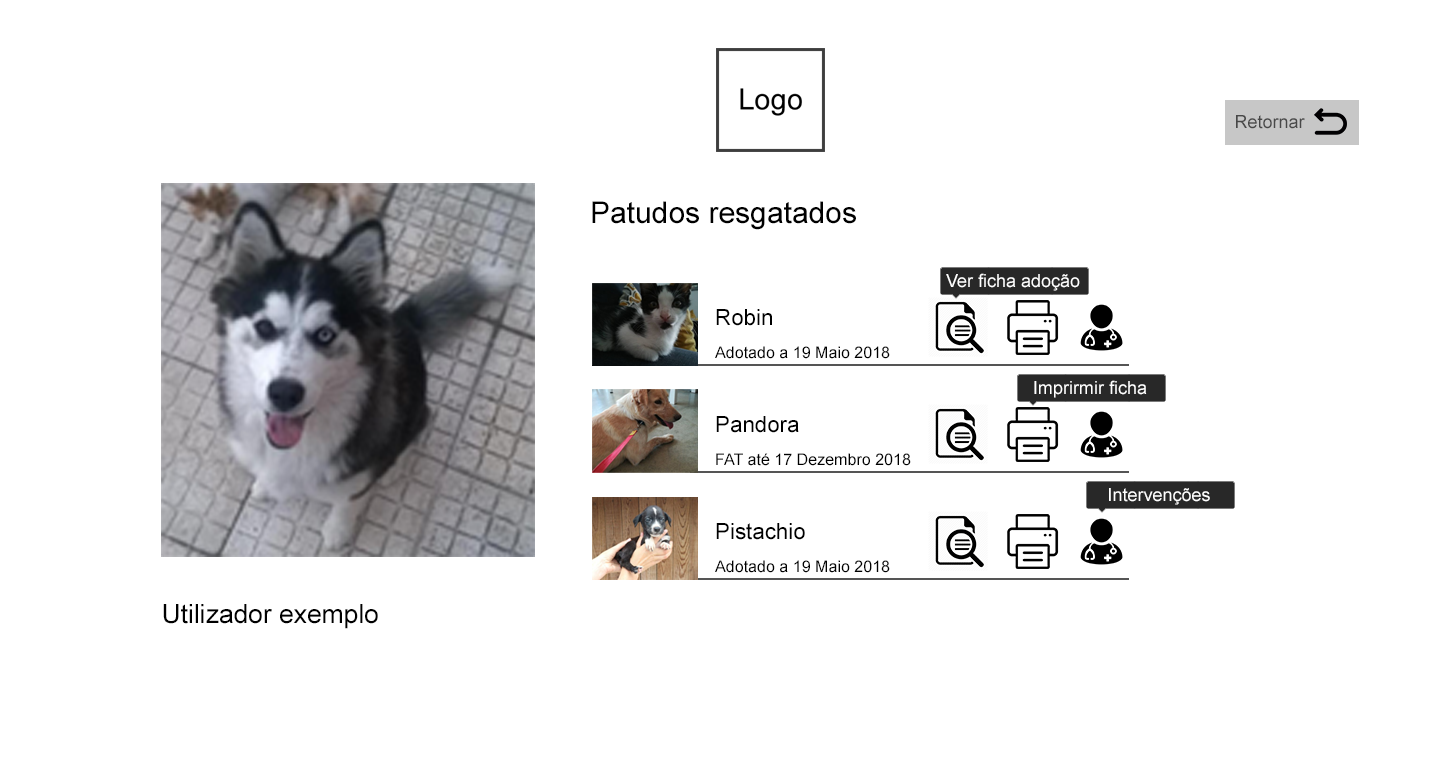 Logo
Retornar
Patudos resgatados
Ver ficha adoção
Robin
Adotado a 19 Maio 2018
Imprirmir ficha
Pandora
FAT até 17 Dezembro 2018
Intervenções
Pistachio
Adotado a 19 Maio 2018
Utilizador exemplo